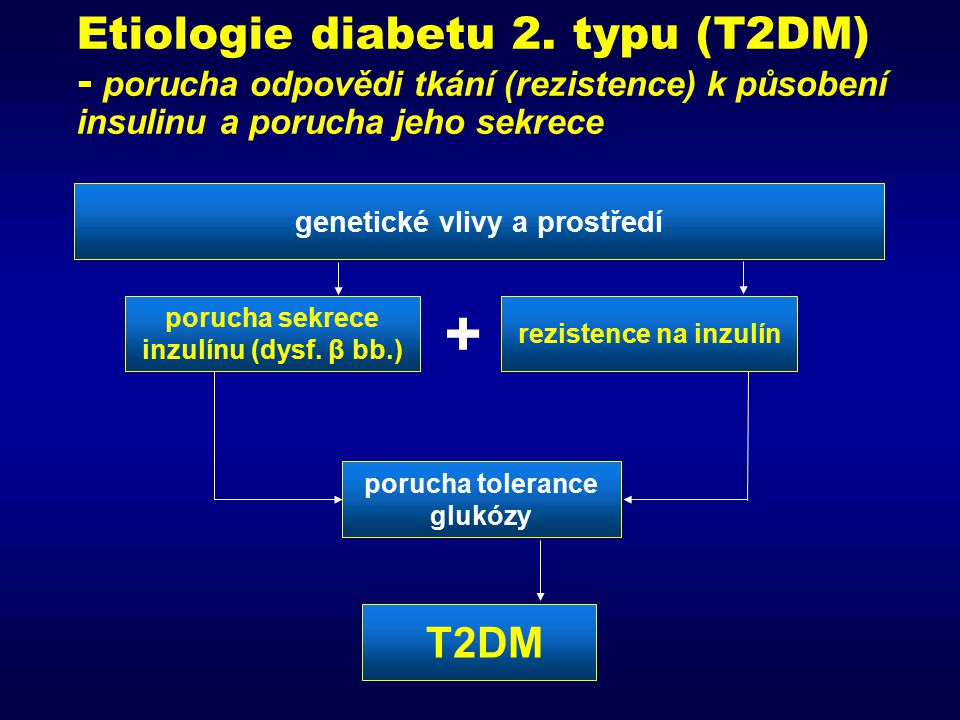 Etiologie diabetu 2. typu (T2DM)
- porucha odpovědi tkání (rezistence) k působení
insulinu a porucha jeho sekrece
genetické vlivy a prostředí
porucha sekrece
inzulínu (dysf. β bb.)
+
rezistence na inzulín
porucha tolerance
glukózy
T2DM